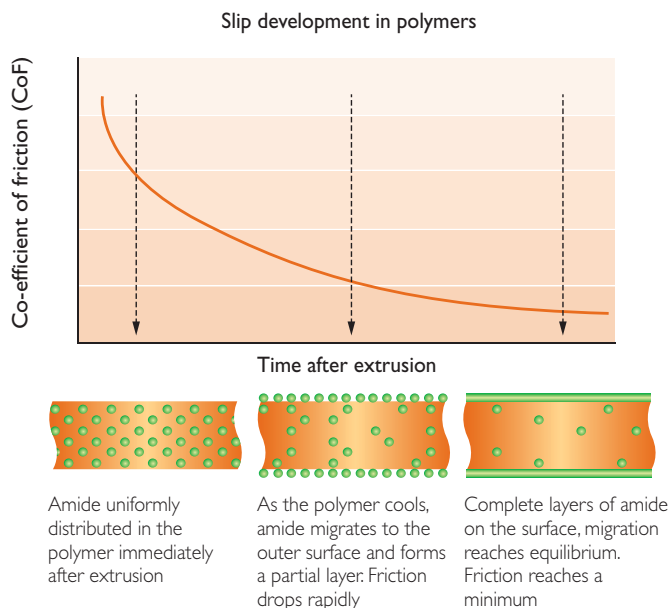 Slip development in polymers
Co-efficient of friction (CoF)
Time after extrusion
Amide uniformly
distributed in the
polymer immediately
after extrusion
As the polymer cools,
amide migrates to the
outer surface and forms
a partial layer. Friction
drops rapidly
Complete layers of amide
on the surface, migration
reaches equilibrium.
Friction reaches a
minimum